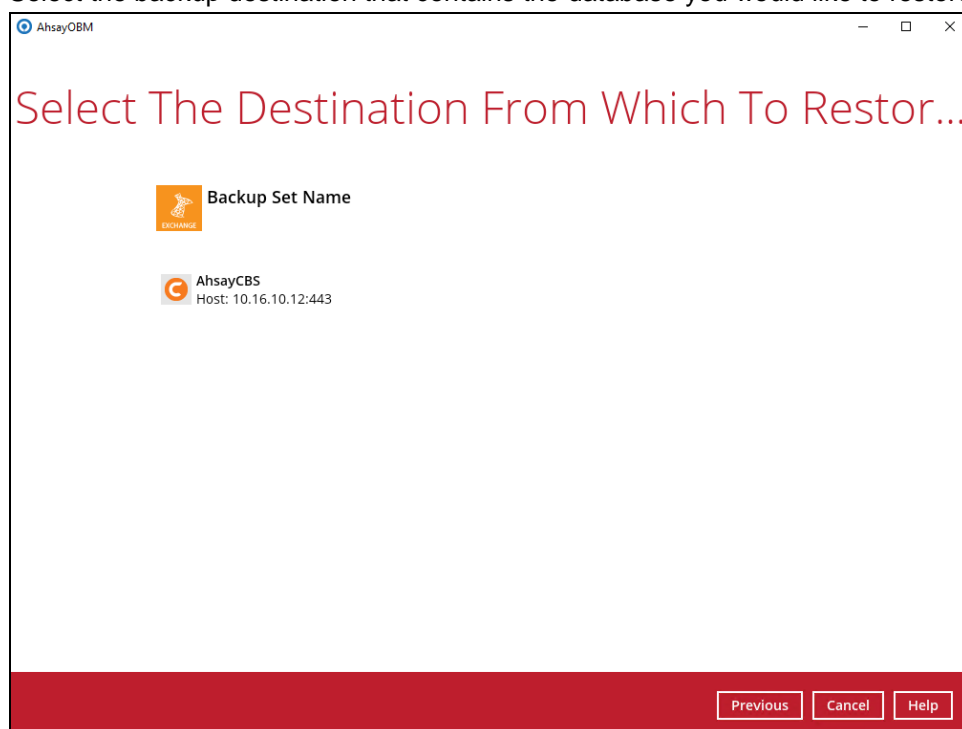 Select the backup destination that contains the database you would like to restor
AhsayOBM
Select The Destination From Which To Restor...
Backup Set Name
EXCHANGE
AhsayCBS
Host: 10.16.10.12:443
Previous Cancel Help